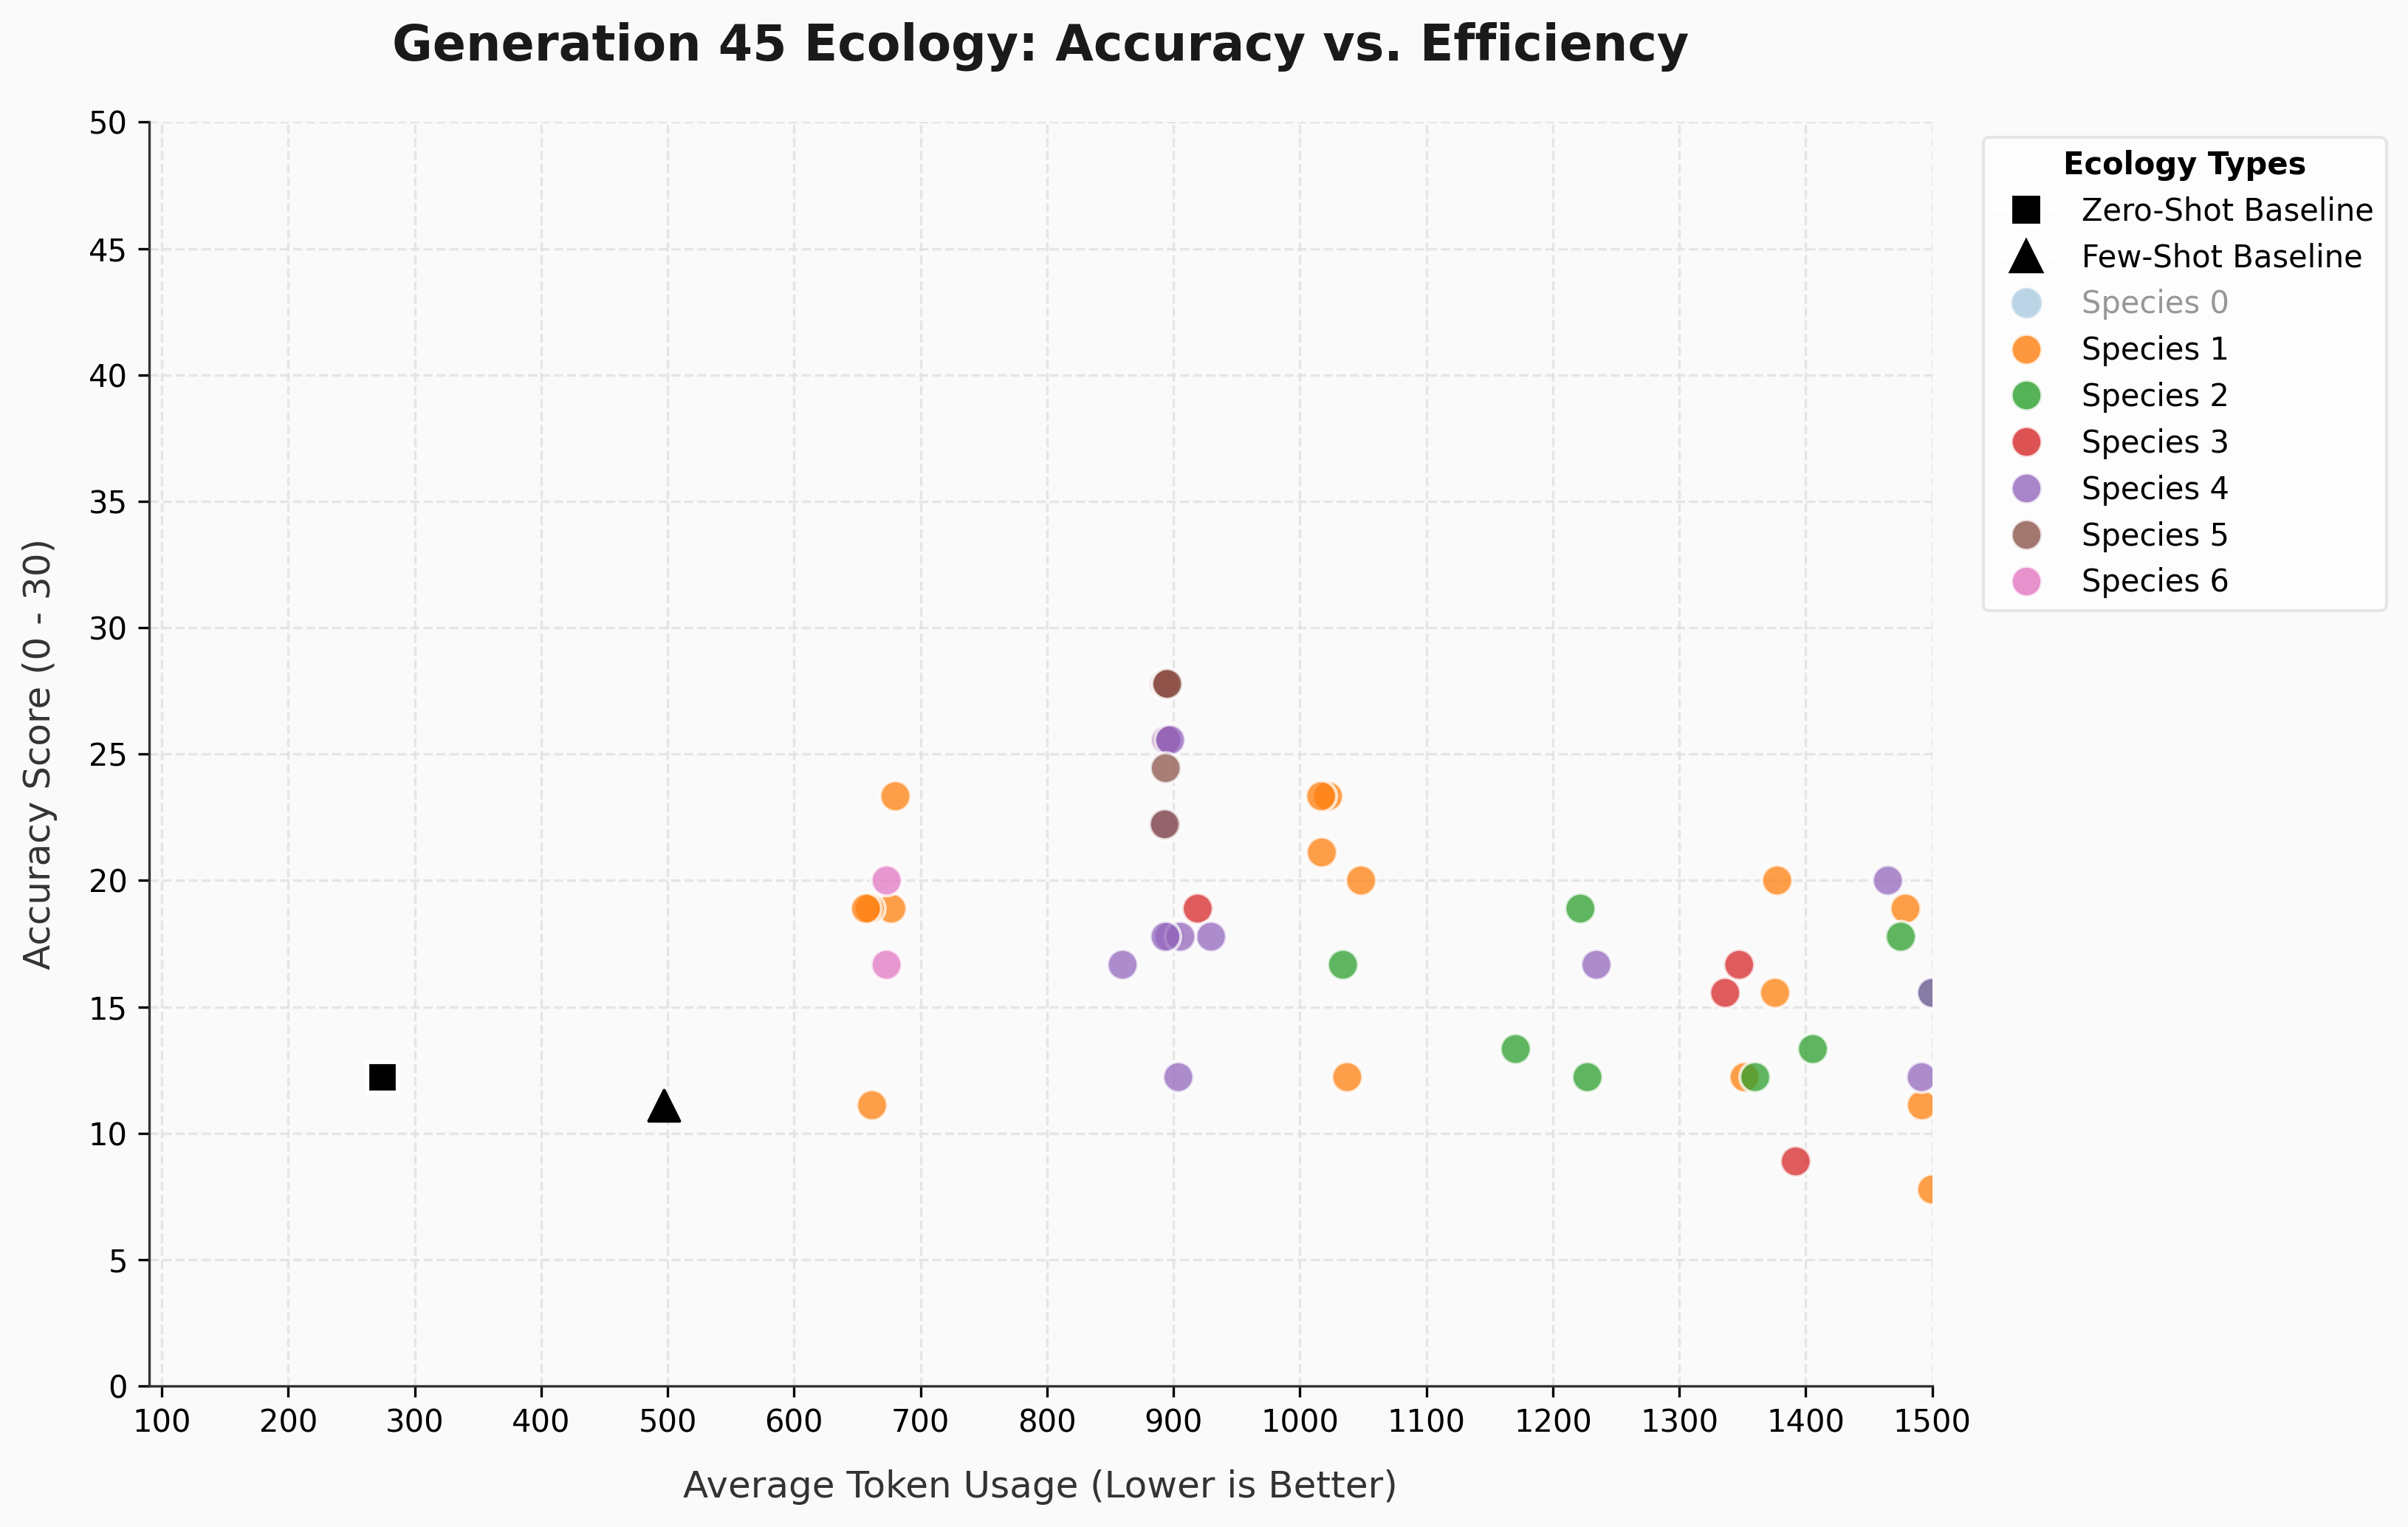 Generation 45 Ecology: Accuracy vs. Efficiency
Accuracy Score (0 - 30)
50
45
40
35
30
25
20
15
10
5
0
100 200 300 400 500 600 700 800 900 1000 1100 1200 1300 1400 1500
Average Token Usage (Lower is Better)
Ecology Types
Zero-Shot Baseline
Few-Shot Baseline
Species 0
Species 1
Species 2
Species 3
Species 4
Species 5
Species 6